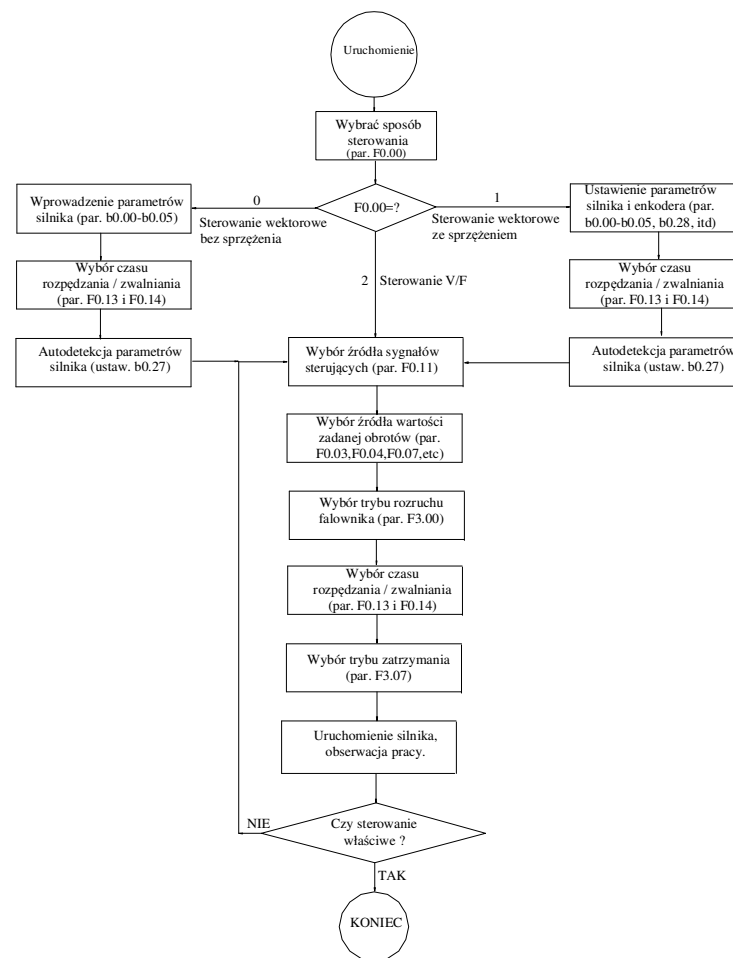 Uruchomienie
Wybrać sposób
sterowania
(par. F0.00)
F0.00=?
0
Sterowanie wektorowe
bez sprzężenia
1
Sterowanie wektorowe
ze sprzężeniem
2 Sterowanie V/F
Wprowadzenie parametrów
silnika (par. b0.00-b0.05)
Wybór czasu
rozpędzania / zwalniania
(par. F0.13 i F0.14)
Autodetekcja parametrów
silnika (ustaw. b0.27)
Ustawienie parametrów
silnika i enkodera (par.
b0.00-b0.05, b0.28, itd)
Wybór czasu
rozpędzania / zwalniania
(par. F0.13 i F0.14)
Autodetekcja parametrów
silnika (ustaw. b0.27)
Wybór źródła sygnałów
sterujących (par. F0.11)
Wybór źródła wartości
zadanej obrotów (par.
F0.03,F0.04,F0.07,etc)
Wybór trybu rozruchu
falownika (par. F3.00)
Wybór czasu
rozpędzania / zwalniania
(par. F0.13 i F0.14)
Wybór trybu zatrzymania
(par. F3.07)
Uruchomienie silnika,
obserwacja pracy.
Czy sterowanie
właściwe ?
NIE
TAK
KONIEC